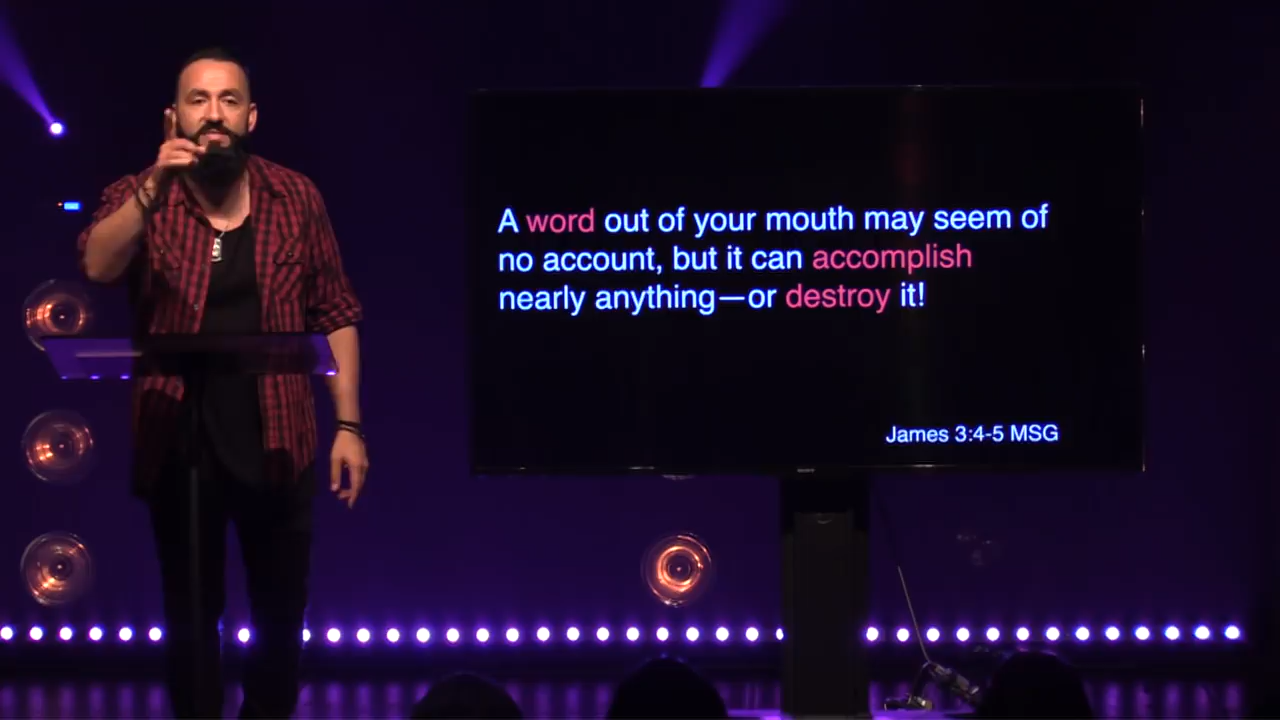 A word out of your mouth may seem of
no account, but it can accomplish
nearly anything—or destroy it!
James 3:4-5 MSG